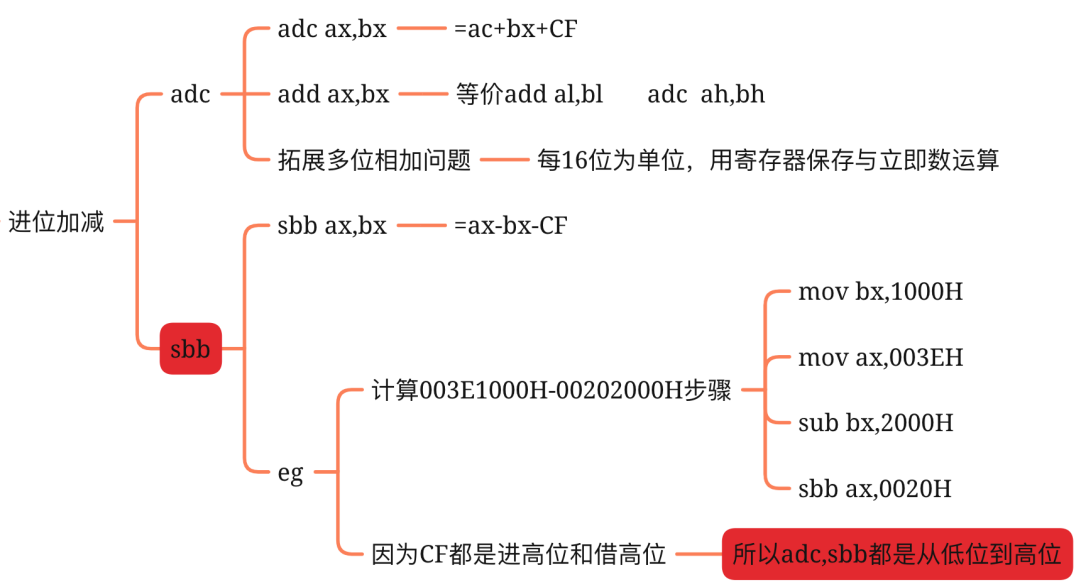 进位加减
adc
adc ax,bx
=ac+bx+CF
add ax,bx
等价add al,bl adc ah,bh
拓展多位相加问题
每16位为单位，用寄存器保存与立即数运算
sbb
sbb ax,bx
=ax-bx-CF
eg
计算003E1000H-00202000H步骤
mov bx,1000H
mov ax,003EH
sub bx,2000H
sbb ax,0020H
因为CF都是进高位和借高位
所以adc,sbb都是从低位到高位